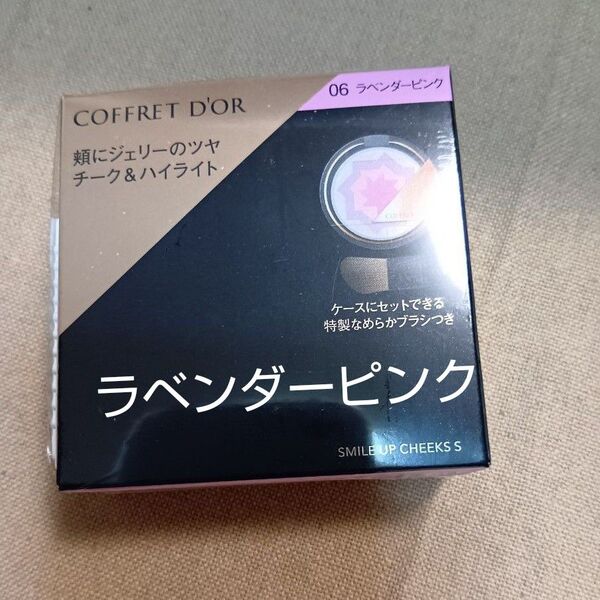 COFFRET D'OR
06 ラベンダーピンク
頬にジェリーのツヤ
チーク&ハイライト
ケースにセットできる
特製なめらかブラシつき
ラベンダーピンク
SMILE UP CHEEKS S